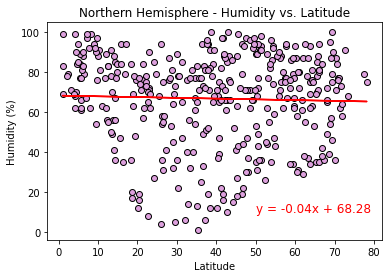 Northern Hemisphere - Humidity vs. Latitude
100
80
60
40
20
0
Humidity (%)
y = -0.04x + 68.28
0 10 20 30 40 50 60 70 80
Latitude